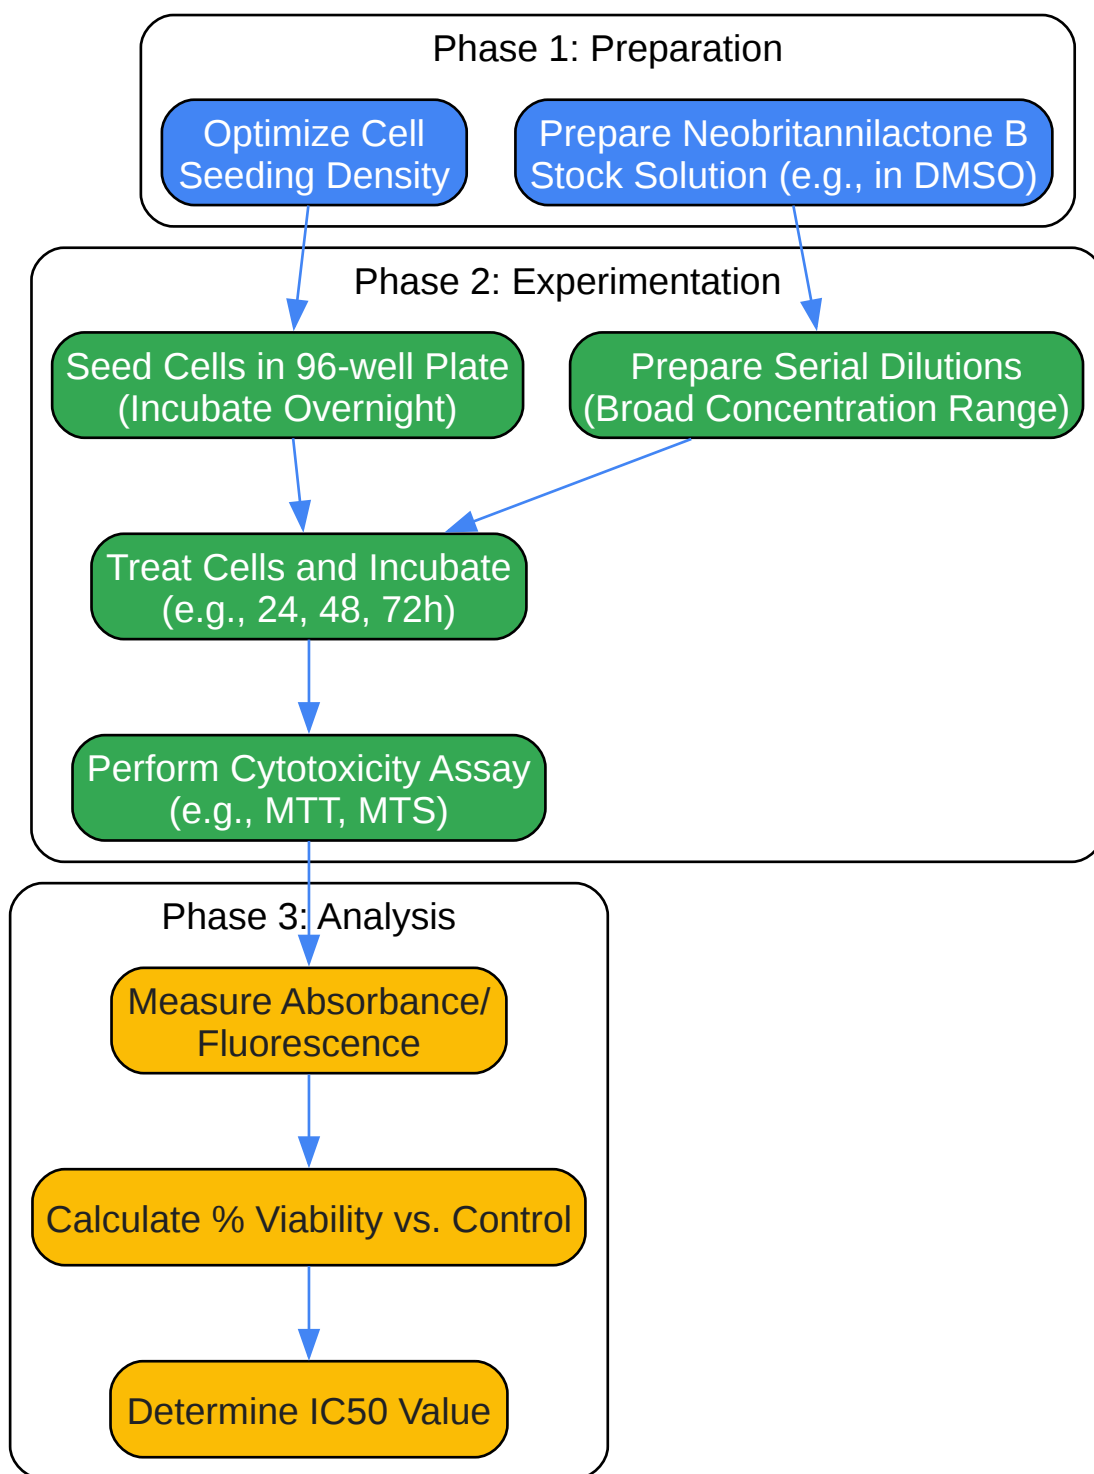 Phase 1: Preparation
Optimize Cell
Seeding Density
Prepare Neobritannilactone B
Stock Solution (e.g., in DMSO)
Phase 2: Experimentation
Seed Cells in 96-well Plate
(Incubate Overnight)
Prepare Serial Dilutions
(Broad Concentration Range)
Treat Cells and Incubate
(e.g., 24, 48, 72h)
Perform Cytotoxicity Assay
(e.g., MTT, MTS)
Phase 3: Analysis
Measure Absorbance/
Fluorescence
Calculate % Viability vs. Control
Determine IC50 Value